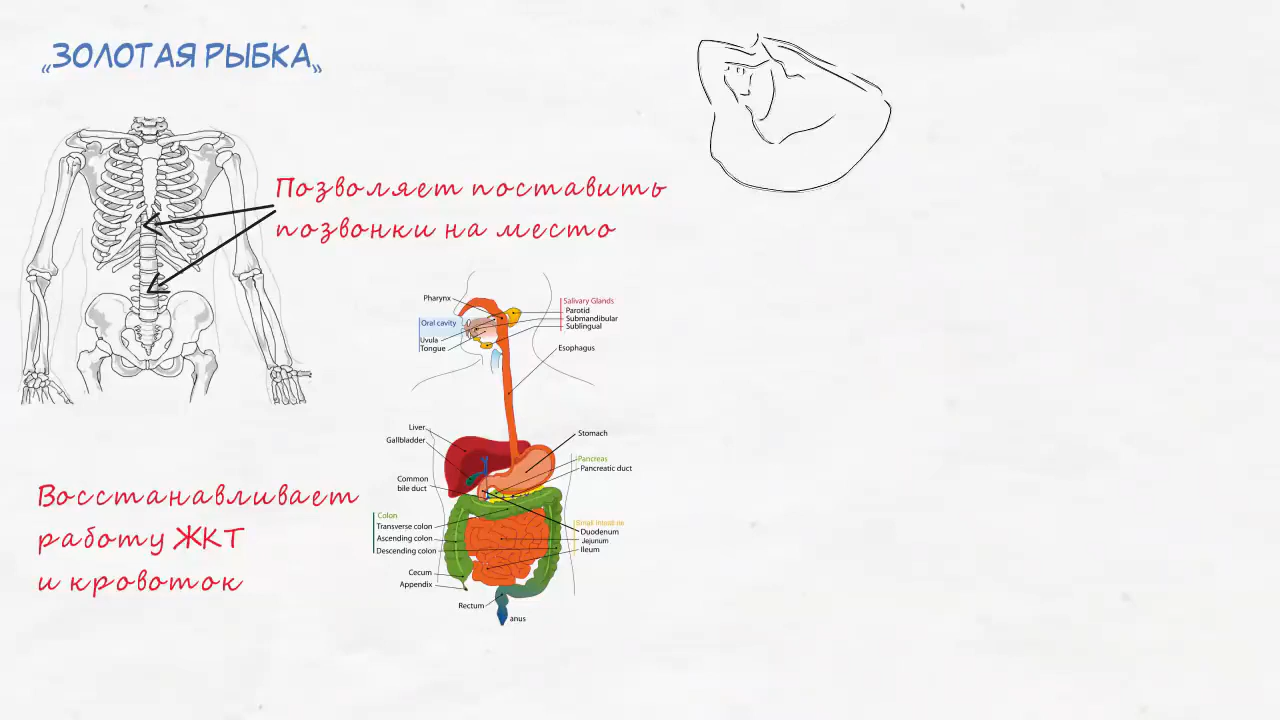 „ЗОЛОТАЯ РЫБКА„
Позволяет поставить
позвонки на место
Pharynx
Salivary Glands
Parotid
Submandibular
Sublingual
Oral cavity
Uvula
Tongue
Esophagus
Liver
Gallbladder
Stomach
Pancreas
Pancreatic duct
Common
bile duct
Colon
Transverse colon
Ascending colon
Descending colon
Small Intestine
Duodenum
Jejunum
Ileum
Cecum
Appendix
Rectum
anus
Восстанавливает
работу ЖКТ
и кровоток